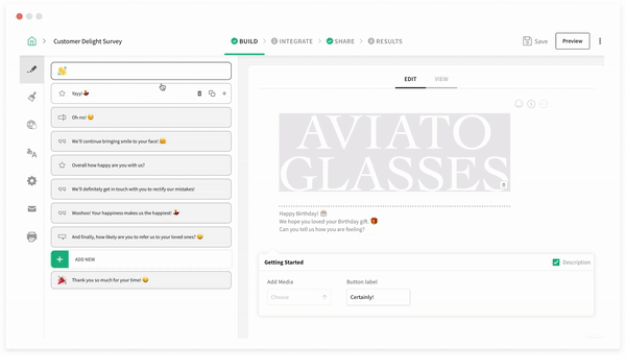 Customer Delight Survey
BUILD
INTEGRATE
SHARE
RESULTS
Save
Preview
Yayy!
Oh no!
We'll continue bringing smile to your face!
Overall how happy are you with us?
We'll definitely get in touch with you to rectify our mistakes!
Woohoo! Your happiness makes us the happiest!
And finally, how likely are you to refer us to your loved ones?
ADD NEW
Thank you so much for your time!
EDIT
VIEW
AVIATO
GLASSES
Happy Birthday!
We hope you loved your Birthday gift.
Can you tell us how you are feeling?
Getting Started
Description
Add Media
Button label
Choose
Certainly!